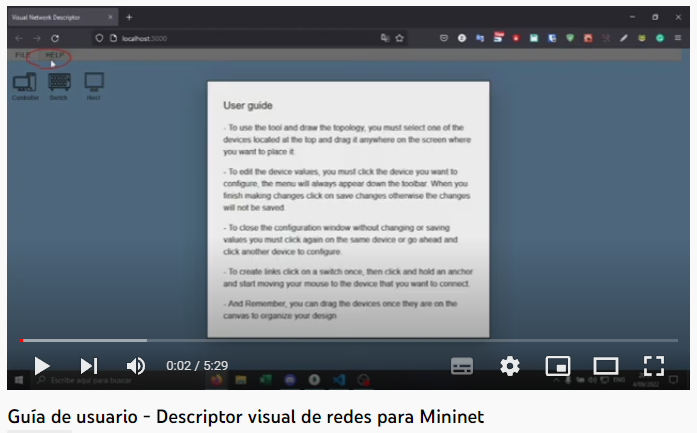 Visual Network Descriptor
localhost:3000
FILE HELP
Controller Switch Host
User guide
- To use the tool and draw the topology, you must select one of the
devices located at the top and drag it anywhere on the screen where
you want to place it.
- To edit the device values, you must click the device you want to
configure, the menu will always appear down the toolbar. When you
finish making changes click on save changes otherwise the changes
will not be saved.
- To close the configuration window without changing or saving
values you must click again on the same device or go ahead and
click another device to configure.
- To create links click on a switch once, then click and hold an anchor
and start moving your mouse to the device that you want to connect.
- And Remember, you can drag the devices once they are on the
canvas to organize your design
0:02 / 5:29
Escribe aquí para buscar
ENG
Guía de usuario - Descriptor visual de redes para Mininet